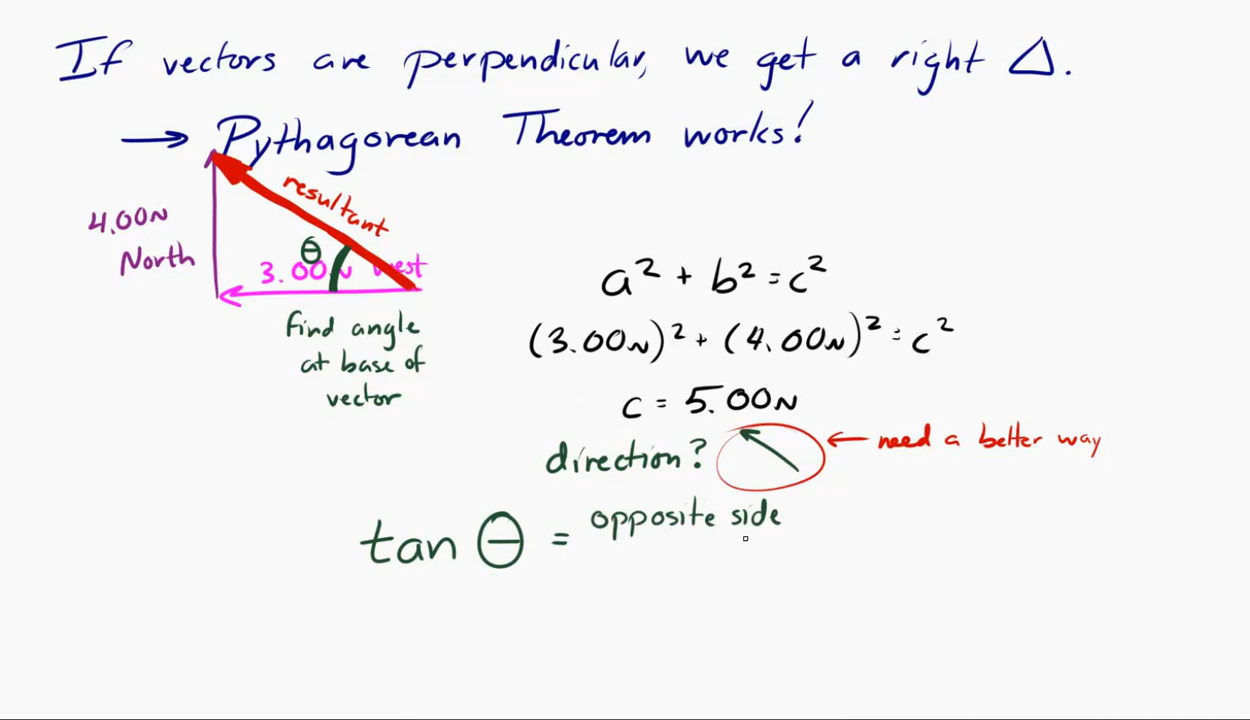 If vectors are perpendicular, we get a right △.
→ Pythagorean Theorem works!
resultant
4.00N
North
θ
3.00N West
find angle
at base of
vector
a² + b² = c²
(3.00N)² + (4.00N)² = c²
c = 5.00N
direction?
← need a better way
tan θ = opposite side